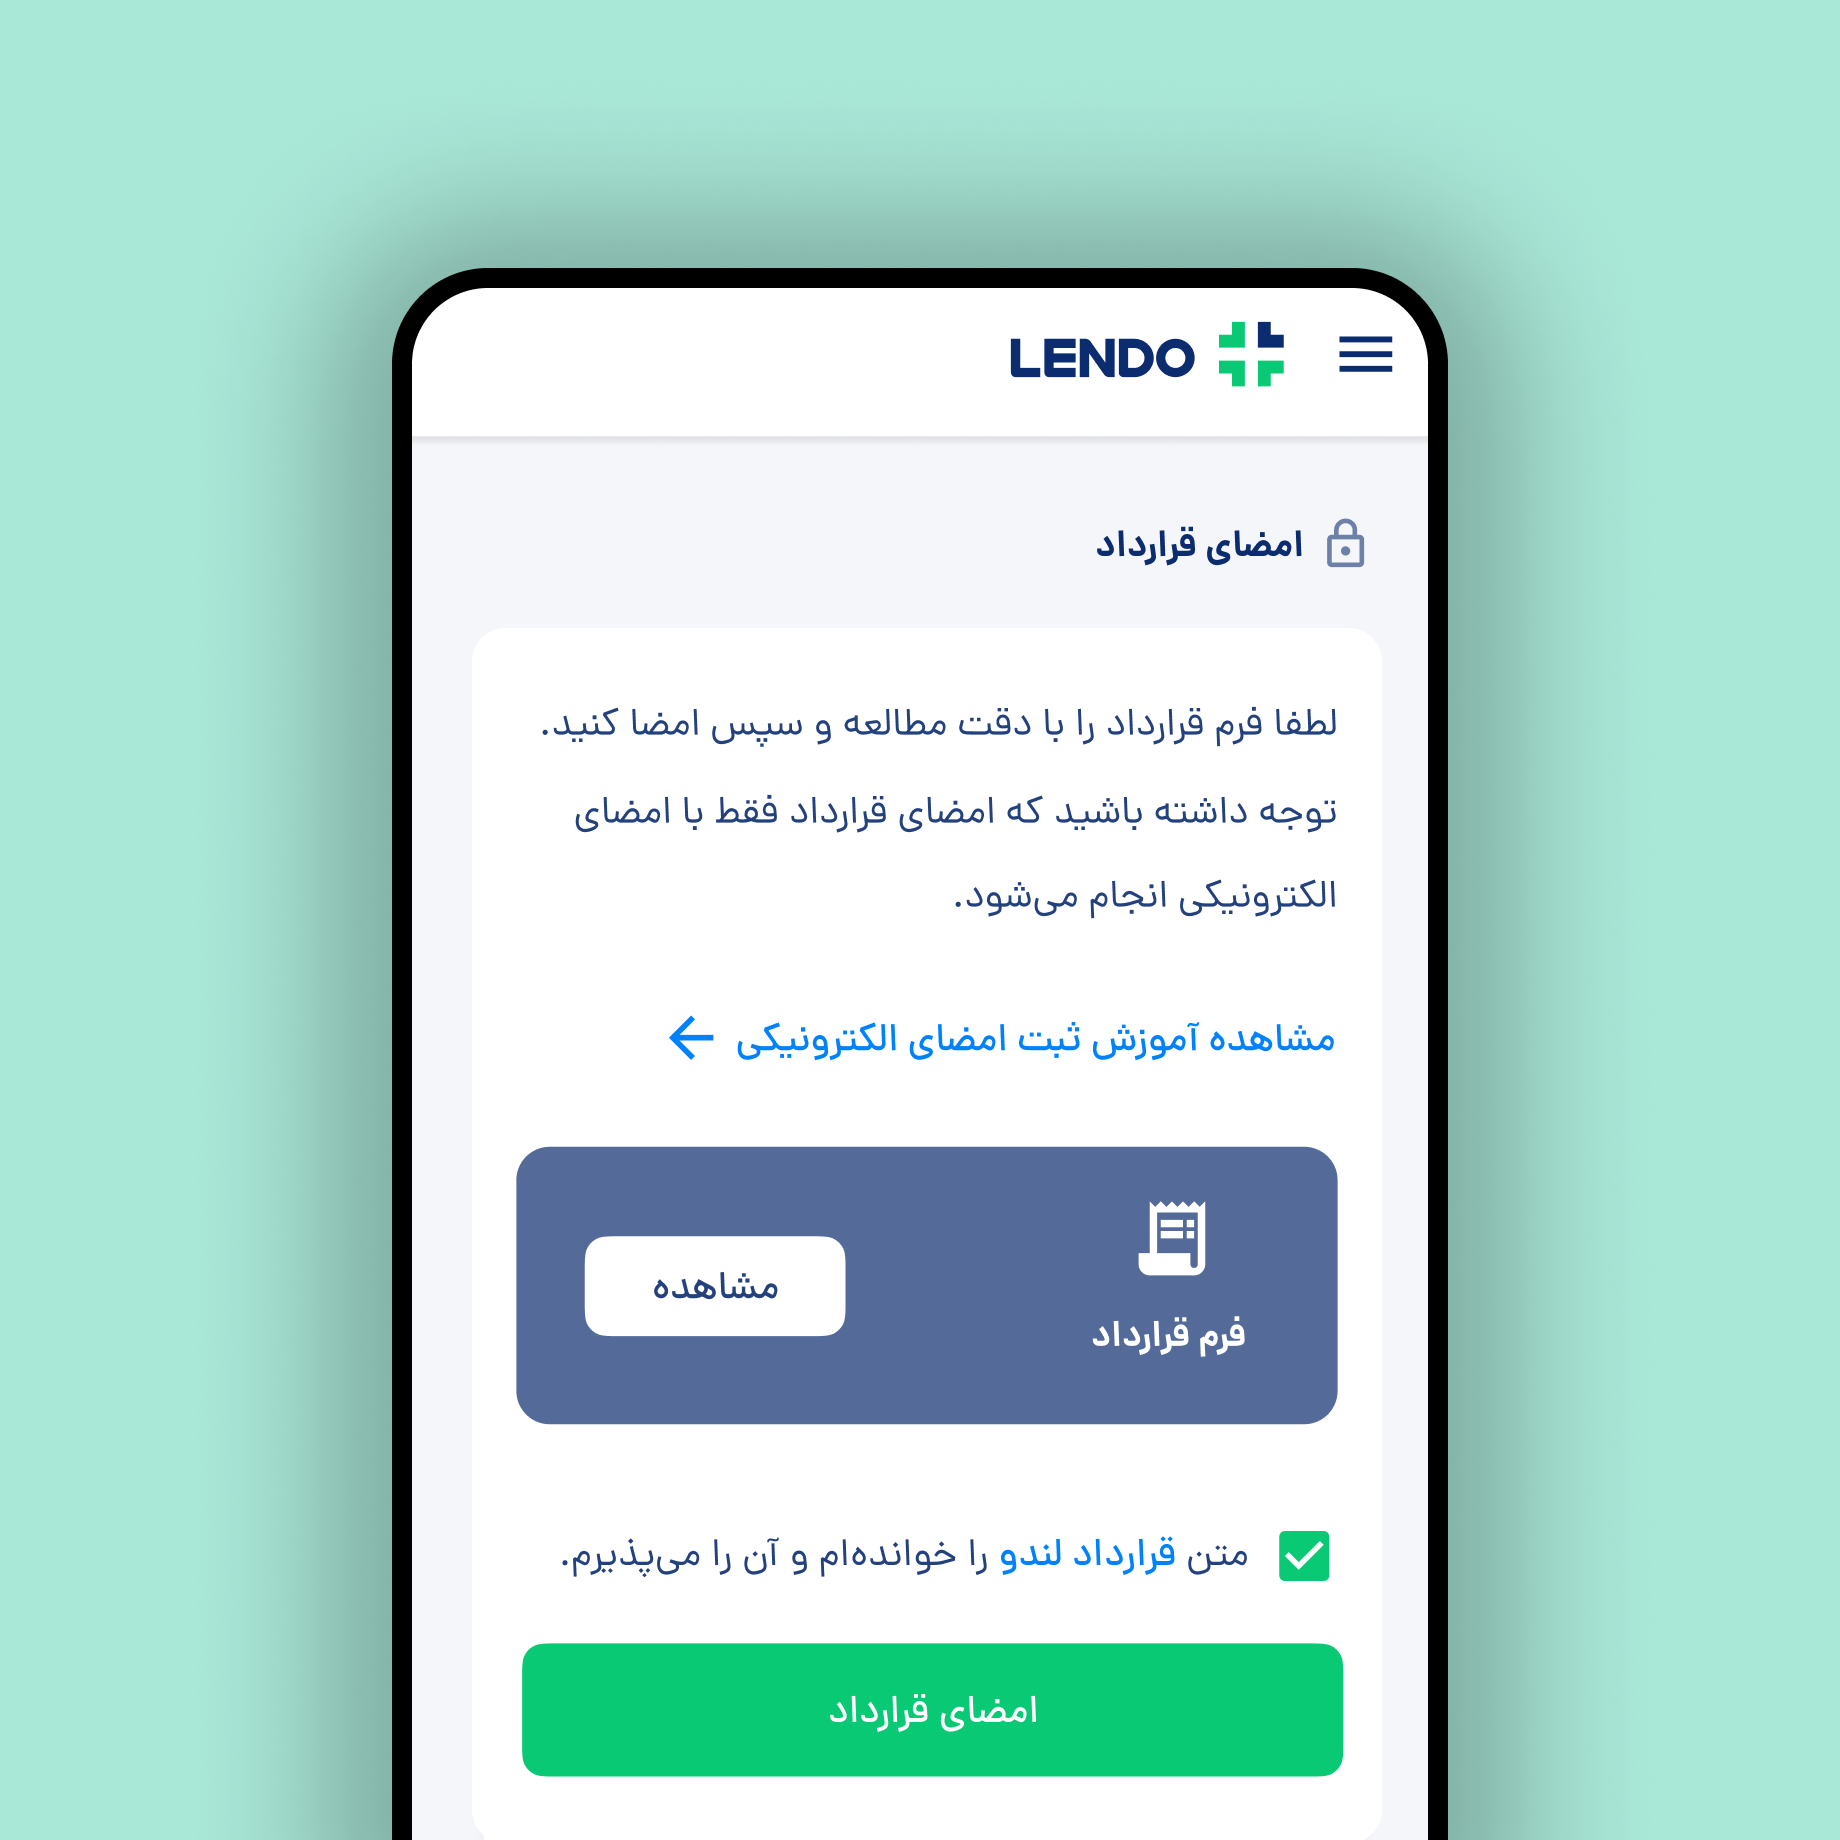 LENDO
امضای قرارداد
لطفا فرم قرارداد را با دقت مطالعه و سپس امضا کنید.
توجه داشته باشید که امضای قرارداد فقط با امضای
الکترونیکی انجام می‌شود.
مشاهده آموزش ثبت امضای الکترونیکی
فرم قرارداد
مشاهده
متن قرارداد لندو را خوانده‌ام و آن را می‌پذیرم.
امضای قرارداد